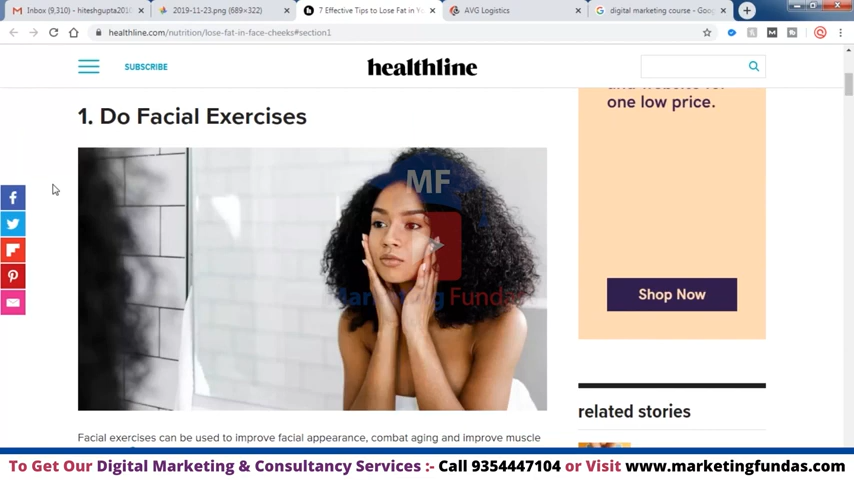 Inbox (9,310) - hiteshgupta201
2019-11-23.png (689×322)
7 Effective Tips to Lose Fat in Yo
AVG Logistics
digital marketing course - Goog
healthline.com/nutrition/lose-fat-in-face-cheeks#section1
SUBSCRIBE
healthline
one low price.
1. Do Facial Exercises
MF
Marketing Fundas
Shop Now
related stories
Facial exercises can be used to improve facial appearance, combat aging and improve muscle
To Get Our Digital Marketing & Consultancy Services :- Call 9354447104 or Visit www.marketingfundas.com